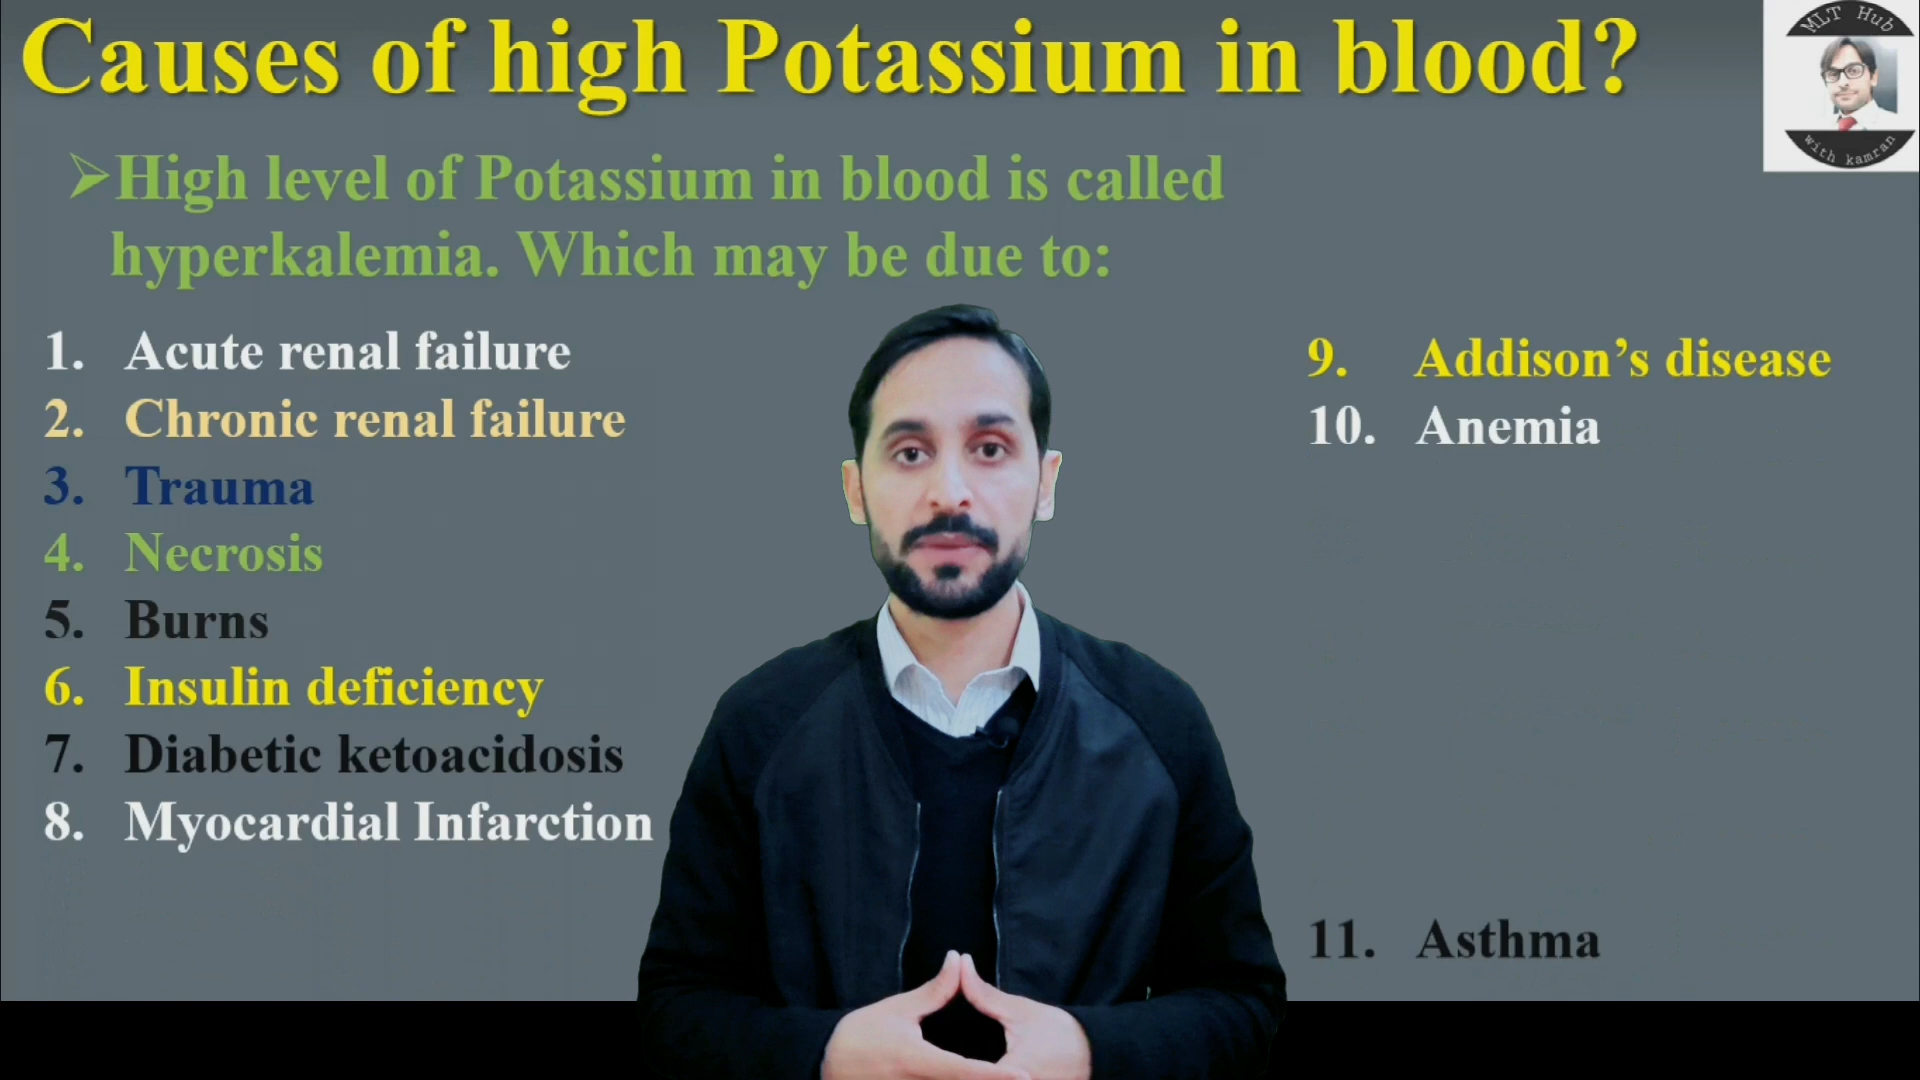 Causes of high Potassium in blood?
MLT Hub
with kamran
➢High level of Potassium in blood is called
hyperkalemia. Which may be due to:
1. Acute renal failure
2. Chronic renal failure
3. Trauma
4. Necrosis
5. Burns
6. Insulin deficiency
7. Diabetic ketoacidosis
8. Myocardial Infarction
9. Addison’s disease
10. Anemia
11. Asthma